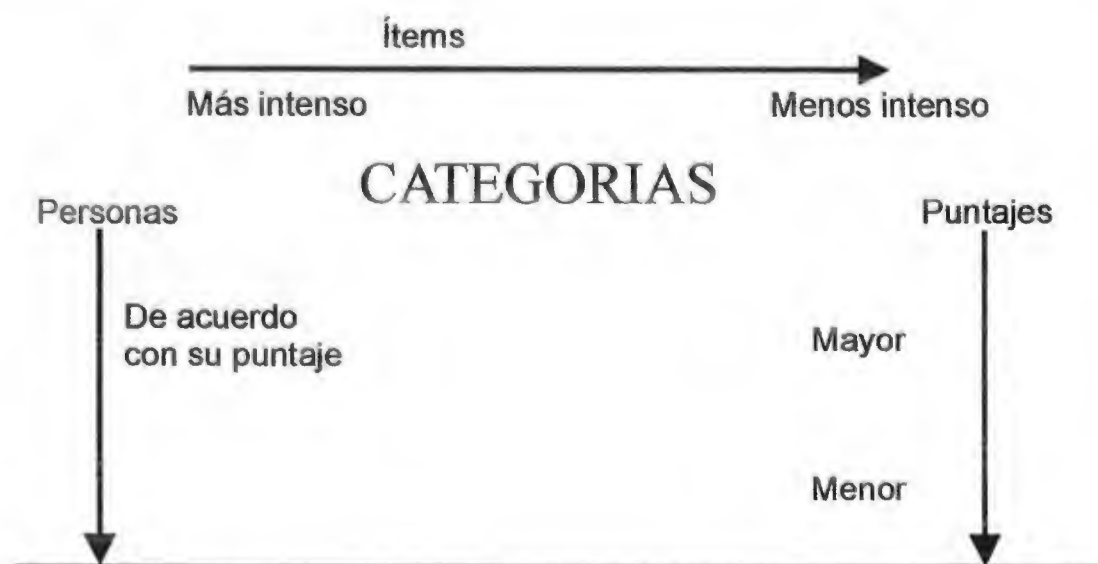 Ítems
Más intenso
Menos intenso
CATEGORIAS
Personas
Puntajes
De acuerdo
con su puntaje
Mayor
Menor